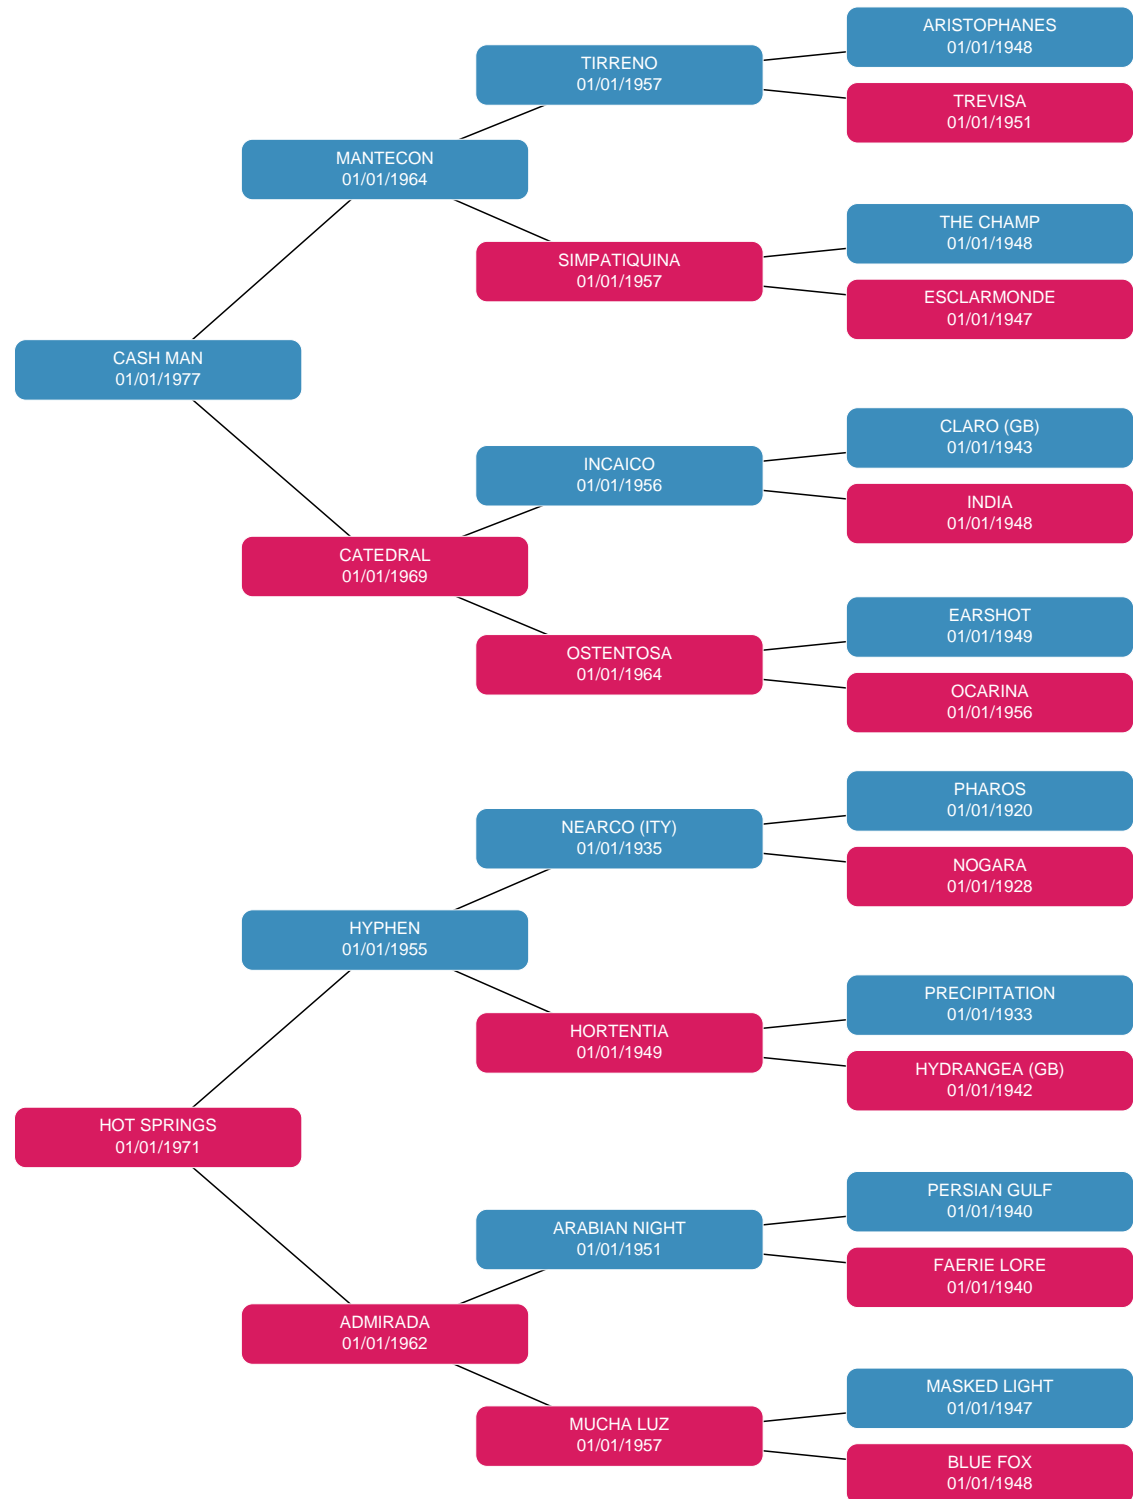 ARISTOPHANES
01/01/1948
TIRRENO
01/01/1957
TREVISA
01/01/1951
MANTECON
01/01/1964
THE CHAMP
01/01/1948
SIMPATIQUINA
01/01/1957
ESCLARMONDE
01/01/1947
CASH MAN
01/01/1977
CLARO (GB)
01/01/1943
INCAICO
01/01/1956
INDIA
01/01/1948
CATEDRAL
01/01/1969
EARSHOT
01/01/1949
OSTENTOSA
01/01/1964
OCARINA
01/01/1956
PHAROS
01/01/1920
NEARCO (ITY)
01/01/1935
NOGARA
01/01/1928
HYPHEN
01/01/1955
PRECIPITATION
01/01/1933
HORTENTIA
01/01/1949
HYDRANGEA (GB)
01/01/1942
HOT SPRINGS
01/01/1971
PERSIAN GULF
01/01/1940
ARABIAN NIGHT
01/01/1951
FAERIE LORE
01/01/1940
ADMIRADA
01/01/1962
MASKED LIGHT
01/01/1947
MUCHA LUZ
01/01/1957
BLUE FOX
01/01/1948